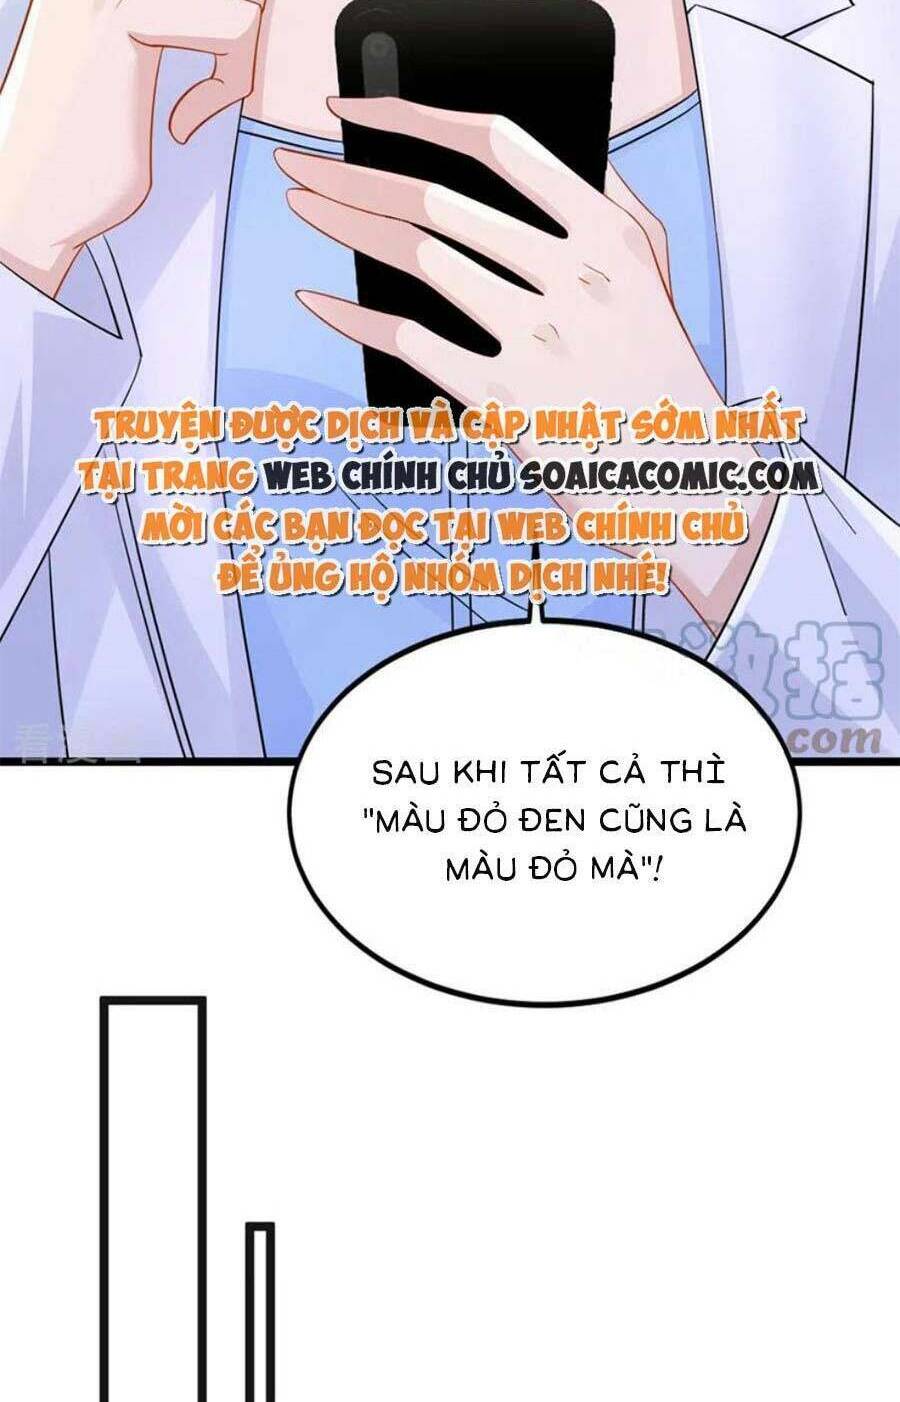 TRUYỆN ĐƯỢC DỊCH VÀ CẬP NHẬT SỚM NHẤT
TẠI TRANG WEB CHÍNH CHỦ SOAICACOMIC.COM
MỜI CÁC BẠN ĐỌC TẠI WEB CHÍNH CHỦ
ĐỂ ỦNG HỘ NHÓM DỊCH NHÉ!
数据
com
SAU KHI TẤT CẢ THÌ
"MÀU ĐỎ ĐEN CŨNG LÀ
MÀU ĐỎ MÀ"!